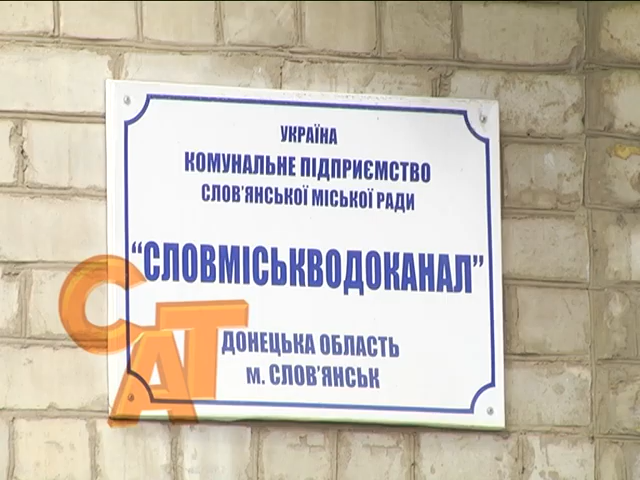 УКРАЇНА
КОМУНАЛЬНЕ ПІДПРИЄМСТВО
СЛОВ'ЯНСЬКОЇ МІСЬКОЇ РАДИ
“СЛОВМІСЬКВОДОКАНАЛ”
ДОНЕЦЬКА ОБЛАСТЬ
м. СЛОВ'ЯНСЬК
САТ